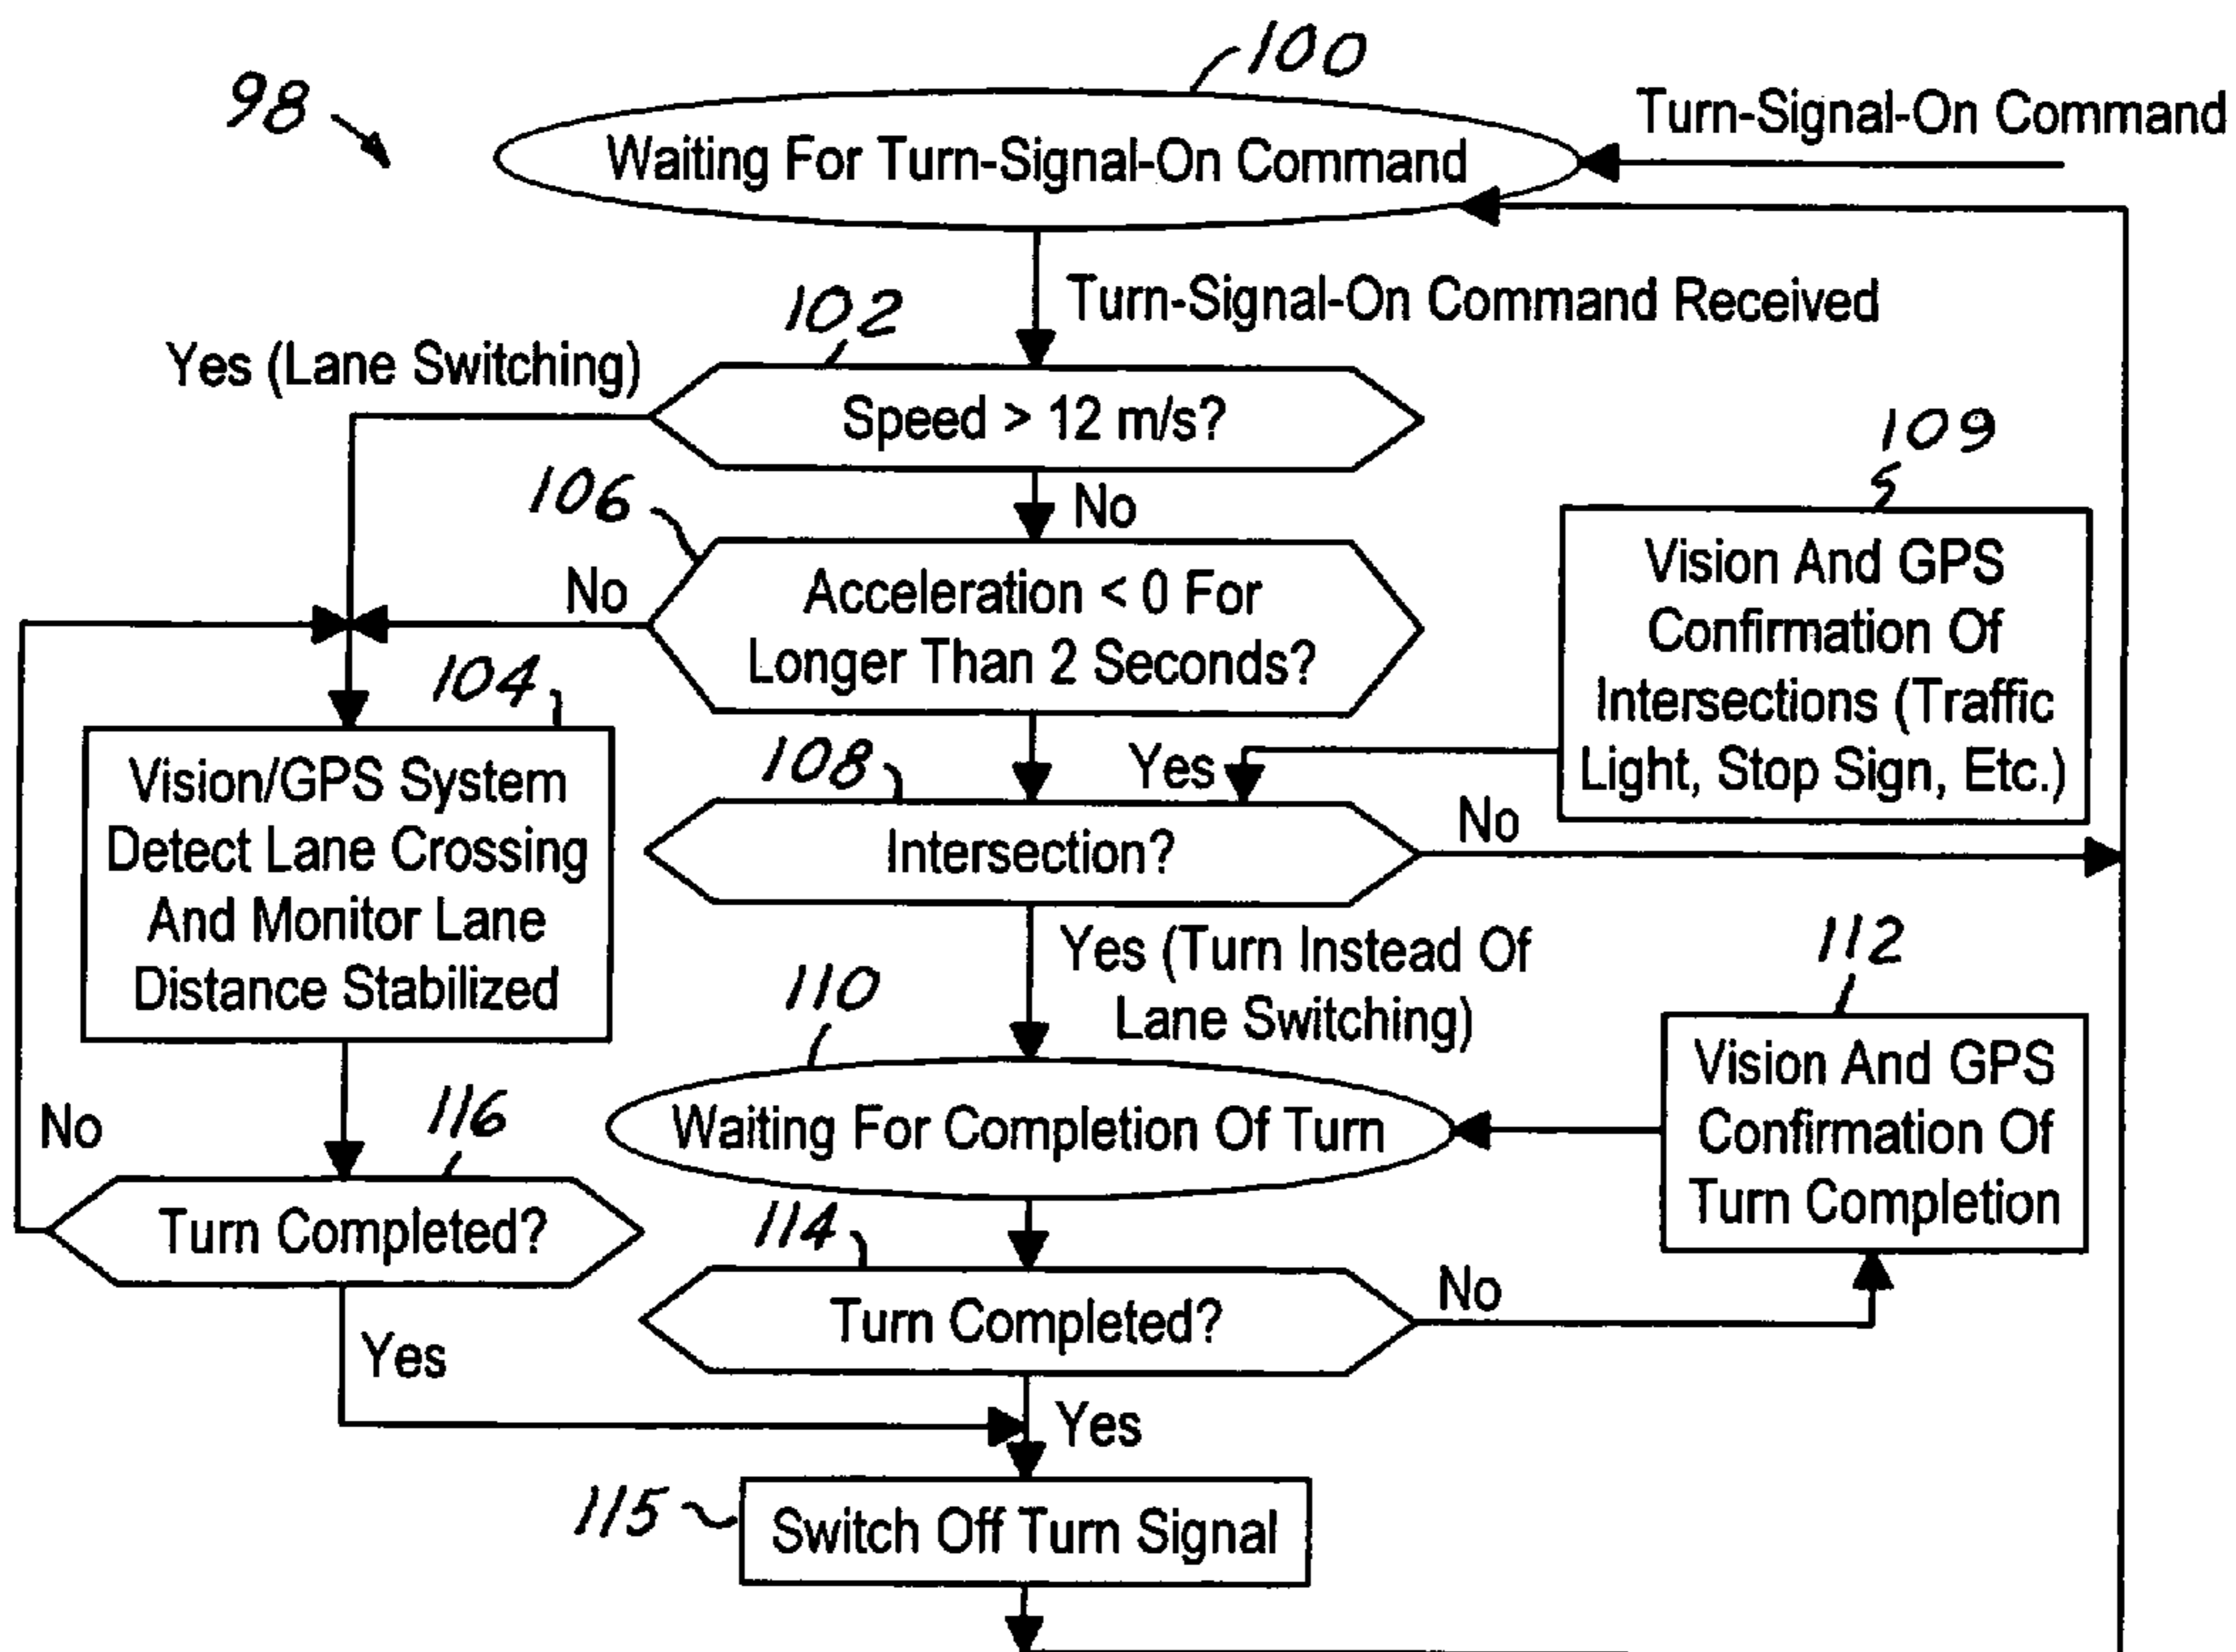 100
98
Turn-Signal-On Command
Waiting For Turn-Signal-On Command
Turn-Signal-On Command Received
102
Yes (Lane Switching)
Speed > 12 m/s?
109
106
No
Vision And GPS
Confirmation Of
Intersections (Traffic
Light, Stop Sign, Etc.)
No
Acceleration < 0 For
Longer Than 2 Seconds?
104
108
Yes
Vision/GPS System
Detect Lane Crossing
And Monitor Lane
Distance Stabilized
Intersection?
No
Yes (Turn Instead Of
Lane Switching)
112
110
Vision And GPS
Confirmation Of
Turn Completion
No
116
Waiting For Completion Of Turn
Turn Completed?
114
Turn Completed?
No
Yes
Yes
115
Switch Off Turn Signal